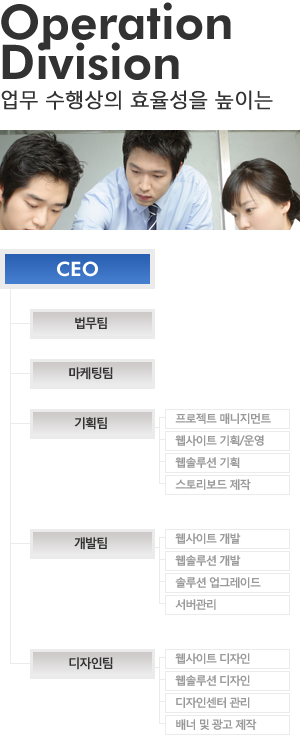 Operation
Division
업무 수행상의 효율성을 높이는
CEO
법무팀
마케팅팀
기획팀
프로젝트 매니지먼트
웹사이트 기획/운영
웹솔루션 기획
스토리보드 제작
개발팀
웹사이트 개발
웹솔루션 개발
솔루션 업그레이드
서버관리
디자인팀
웹사이트 디자인
웹솔루션 디자인
디자인센터 관리
배너 및 광고 제작